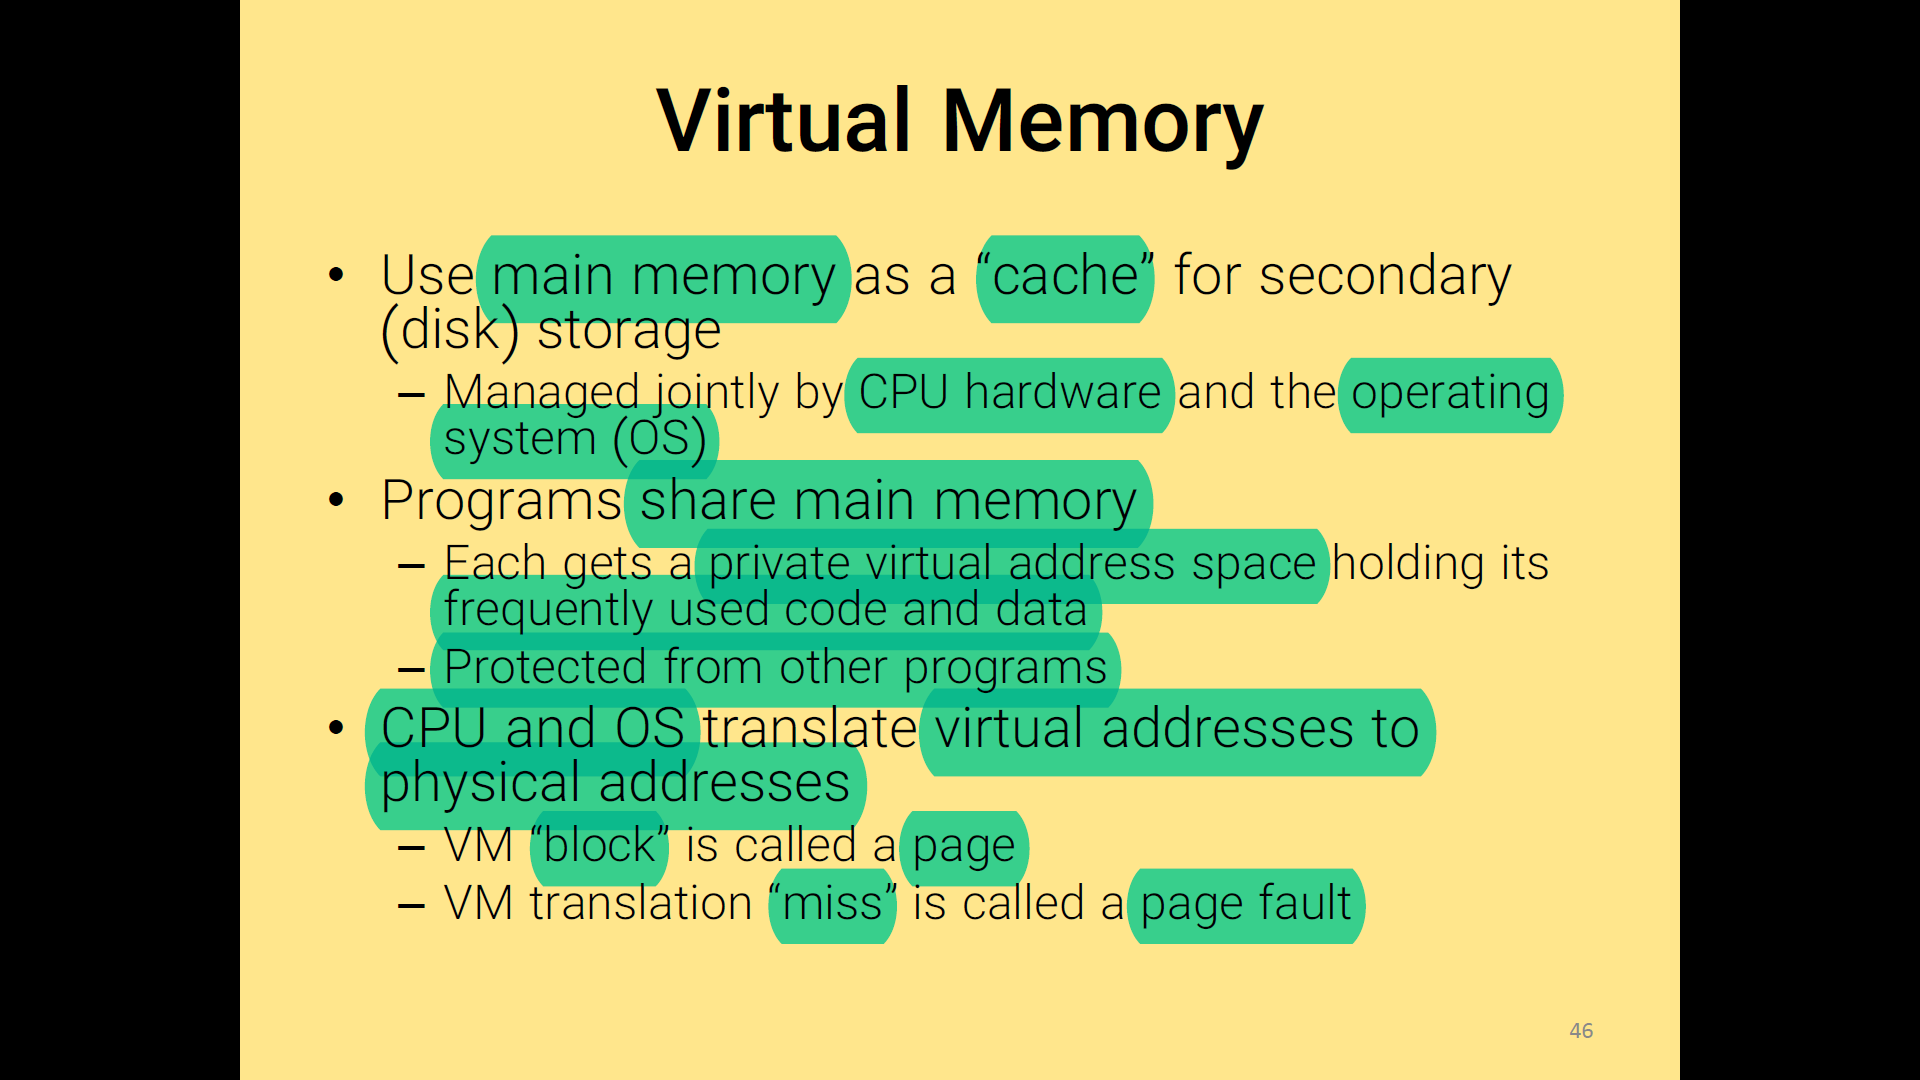 Virtual Memory
• Use main memory as a “cache” for secondary
(disk) storage
– Managed jointly by CPU hardware and the operating
system (OS)
• Programs share main memory
– Each gets a private virtual address space holding its
frequently used code and data
– Protected from other programs
• CPU and OS translate virtual addresses to
physical addresses
– VM “block” is called a page
– VM translation “miss” is called a page fault
46